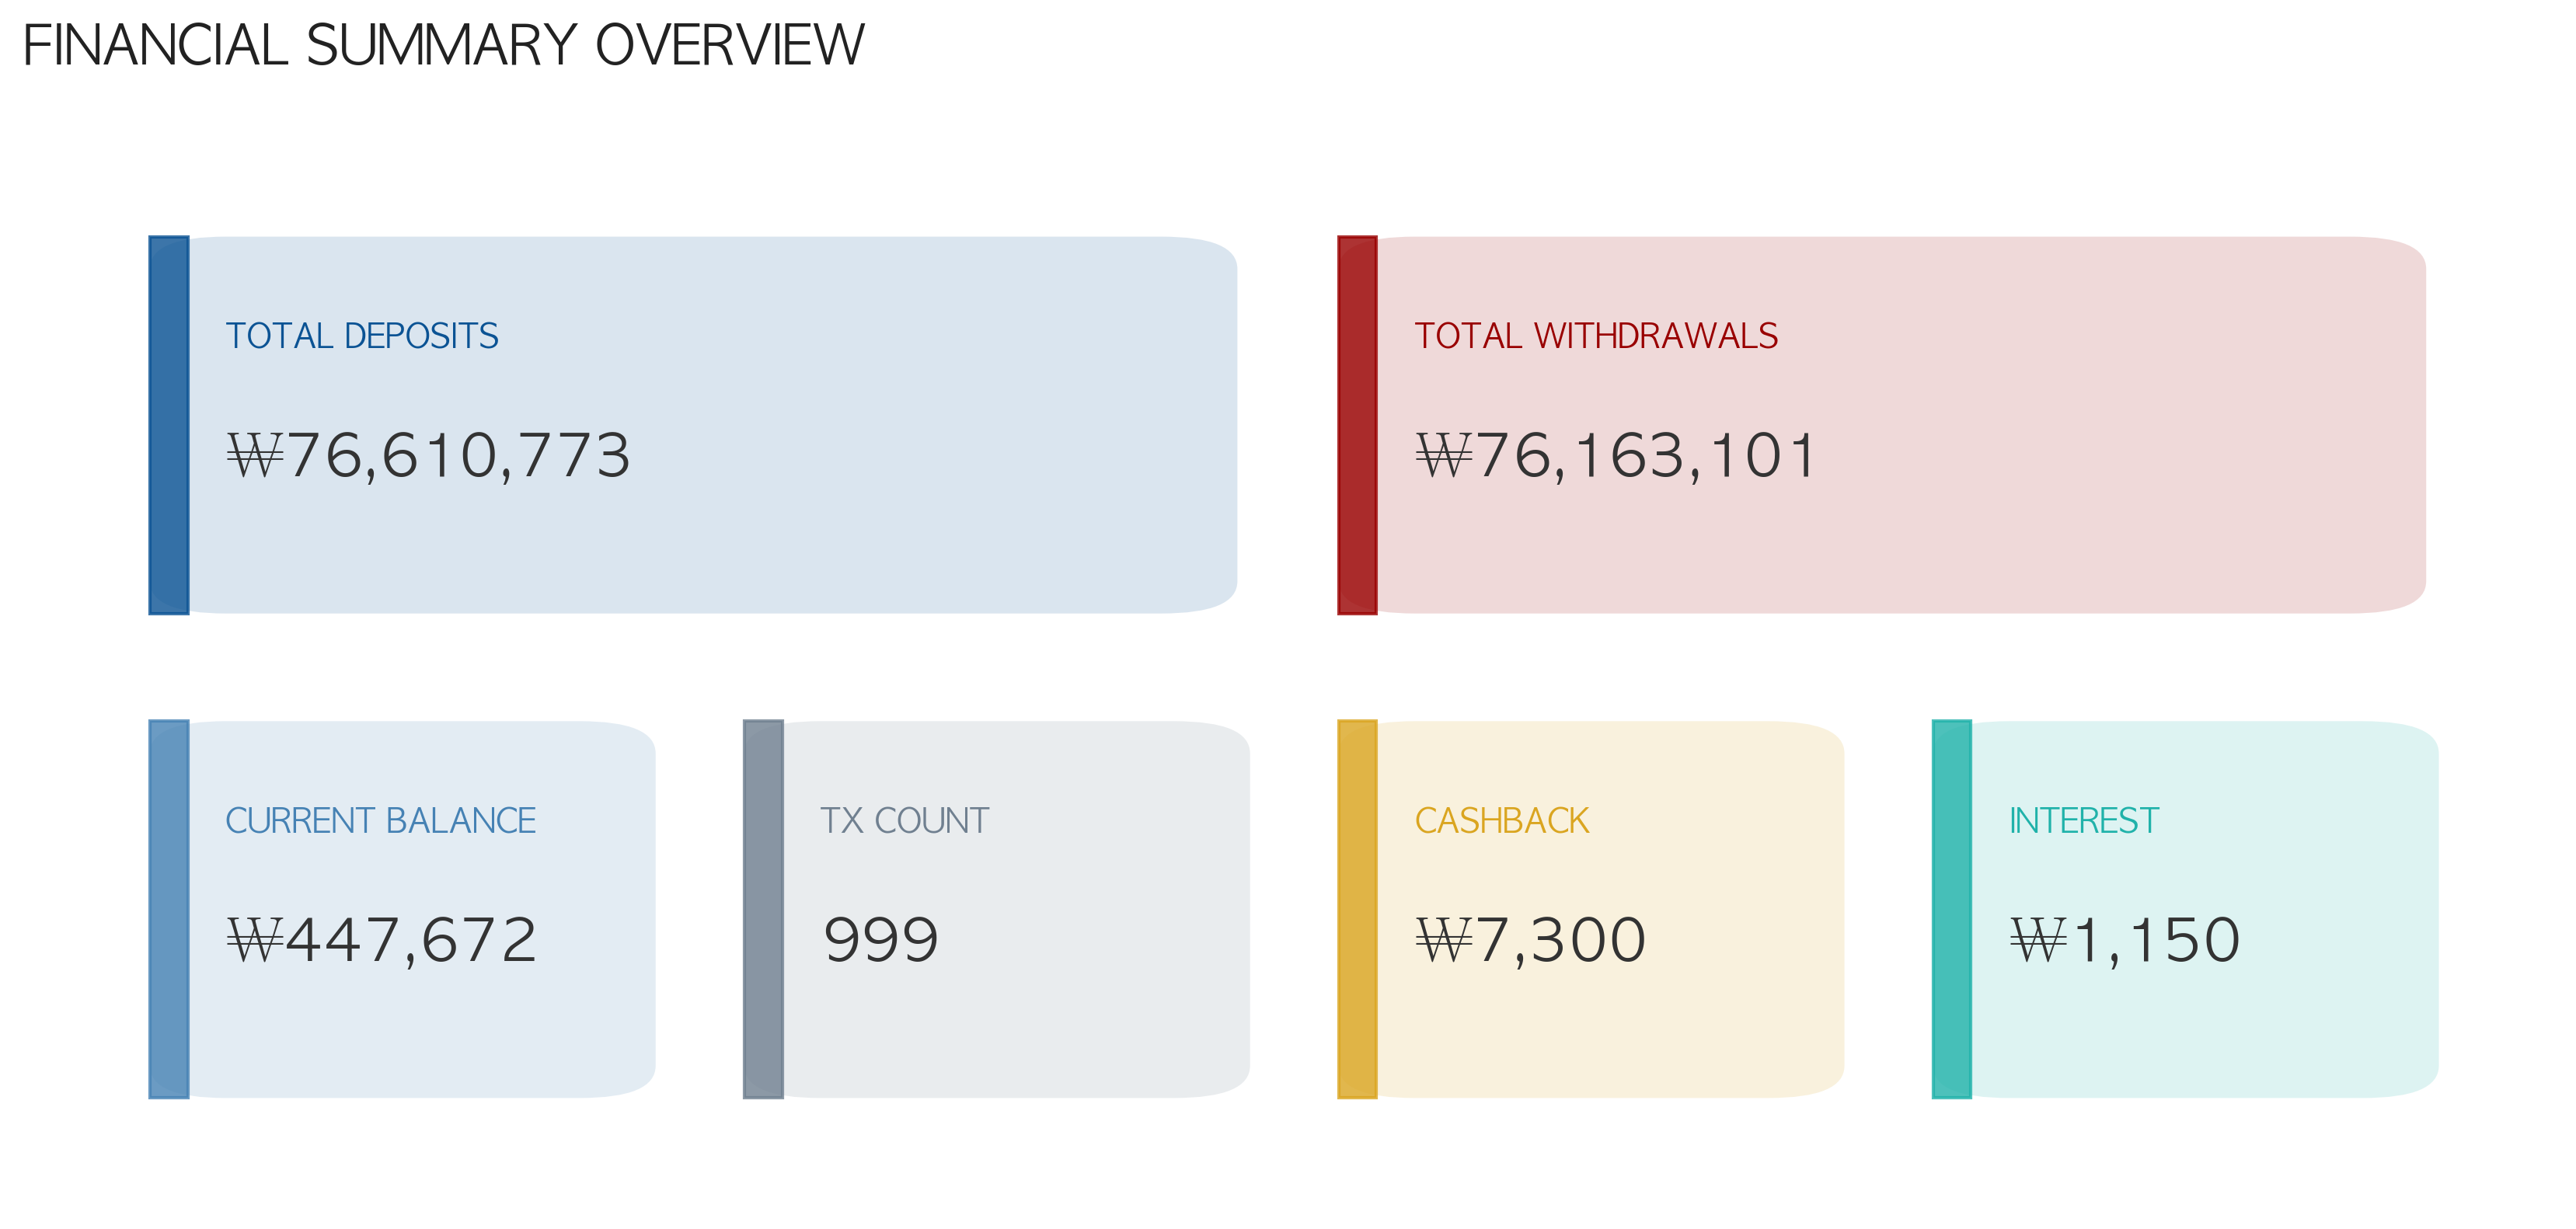 FINANCIAL SUMMARY OVERVIEW
TOTAL DEPOSITS
₩76,610,773
TOTAL WITHDRAWALS
₩76,163,101
CURRENT BALANCE
₩447,672
TX COUNT
999
CASHBACK
₩7,300
INTEREST
₩1,150